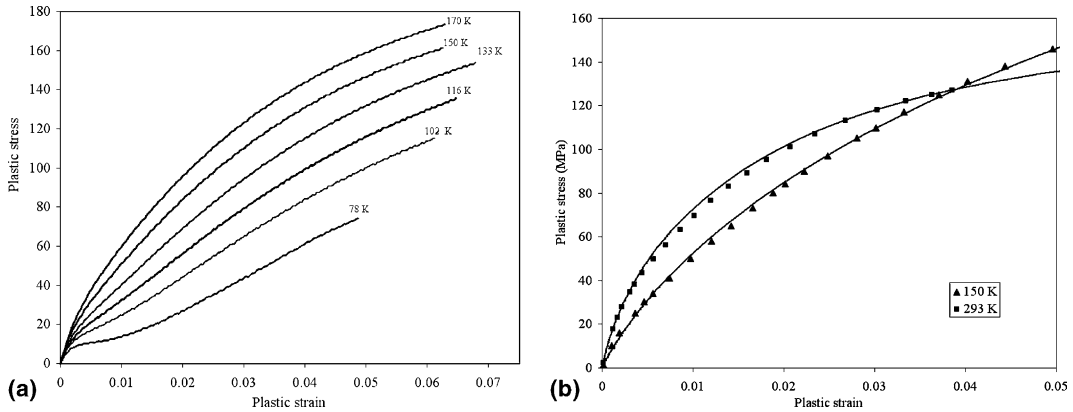 180
160
140
120
100
80
60
40
20
0
Plastic stress
170 K
150 K
133 K
116 K
102 K
78 K
0
0.01
0.02
0.03
0.04
0.05
0.06
0.07
Plastic strain
(a)
160
140
120
100
80
60
40
20
0
Plastic stress (MPa)
150 K
293 K
0
0.01
0.02
0.03
0.04
0.05
Plastic strain
(b)